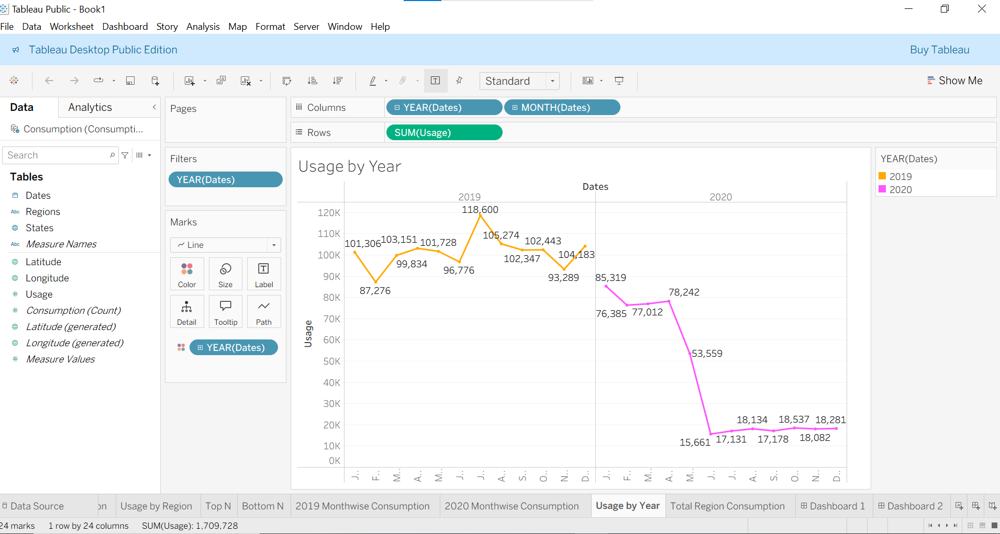 Tableau Public - Book1
File Data Worksheet Dashboard Story Analysis Map Format Server Window Help
Tableau Desktop Public Edition Buy Tableau
Standard Show Me
Data Analytics
Consumption (Consumpti...
Search
Tables
Dates
Abc Regions
States
Abc Measure Names
Latitude
Longitude
# Usage
# Consumption (Count)
Latitude (generated)
Longitude (generated)
# Measure Values
Pages
Filters
YEAR(Dates)
Marks
Line
Color Size Label
Detail Tooltip Path
YEAR(Dates)
Columns YEAR(Dates) MONTH(Dates)
Rows SUM(Usage)
Usage by Year
Dates
2019 2020
Usage
120K
110K
100K
90K
80K
70K
60K
50K
40K
30K
20K
10K
0K
101,306
87,276
99,834
103,151
101,728
96,776
118,600
105,274
102,347
102,443
93,289
104,183
85,319
76,385
77,012
78,242
53,559
15,661
17,131
18,134
17,178
18,537
18,082
18,281
J.. F.. M.. A.. M.. J.. J.. A.. S.. O.. N.. D.. J.. F.. M.. A.. M.. J.. J.. A.. S.. O.. N.. D..
YEAR(Dates)
2019
2020
Data Source on Usage by Region Top N Bottom N 2019 Monthwise Consumption 2020 Monthwise Consumption Usage by Year Total Region Consumption Dashboard 1 Dashboard 2
24 marks 1 row by 24 columns SUM(Usage): 1,709,728